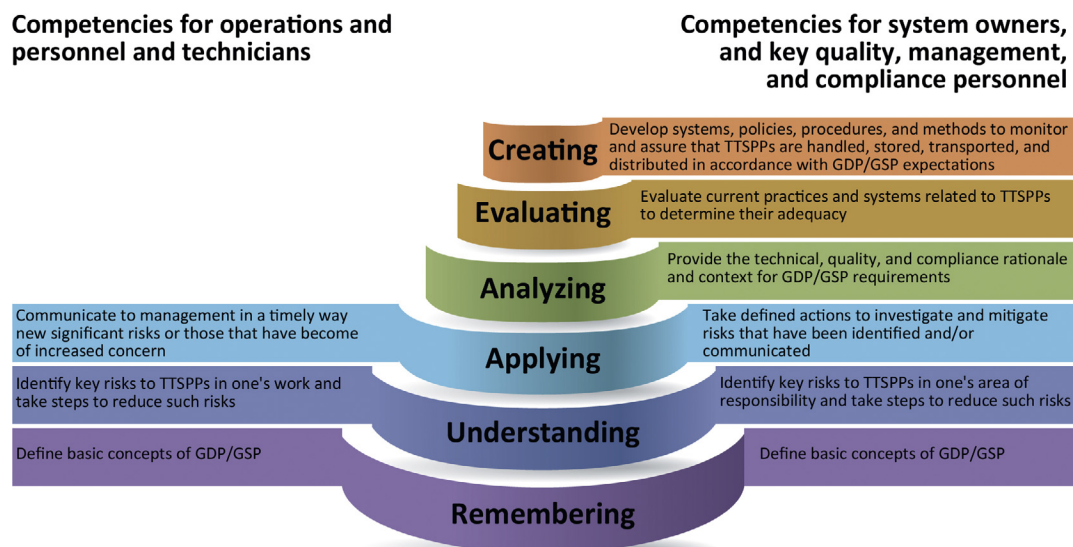 Competencies for operations and
personnel and technicians
Competencies for system owners,
and key quality, management,
and compliance personnel
Creating
Develop systems, policies, procedures, and methods to monitor
and assure that TTSPPs are handled, stored, transported, and
distributed in accordance with GDP/GSP expectations
Evaluating
Evaluate current practices and systems related to TTSPPs
to determine their adequacy
Analyzing
Provide the technical, quality, and compliance rationale
and context for GDP/GSP requirements
Communicate to management in a timely way
new significant risks or those that have become
of increased concern
Applying
Take defined actions to investigate and mitigate
risks that have been identified and/or
communicated
Identify key risks to TTSPPs in one's work and
take steps to reduce such risks
Understanding
Identify key risks to TTSPPs in one's area of
responsibility and take steps to reduce such risks
Define basic concepts of GDP/GSP
Remembering
Define basic concepts of GDP/GSP